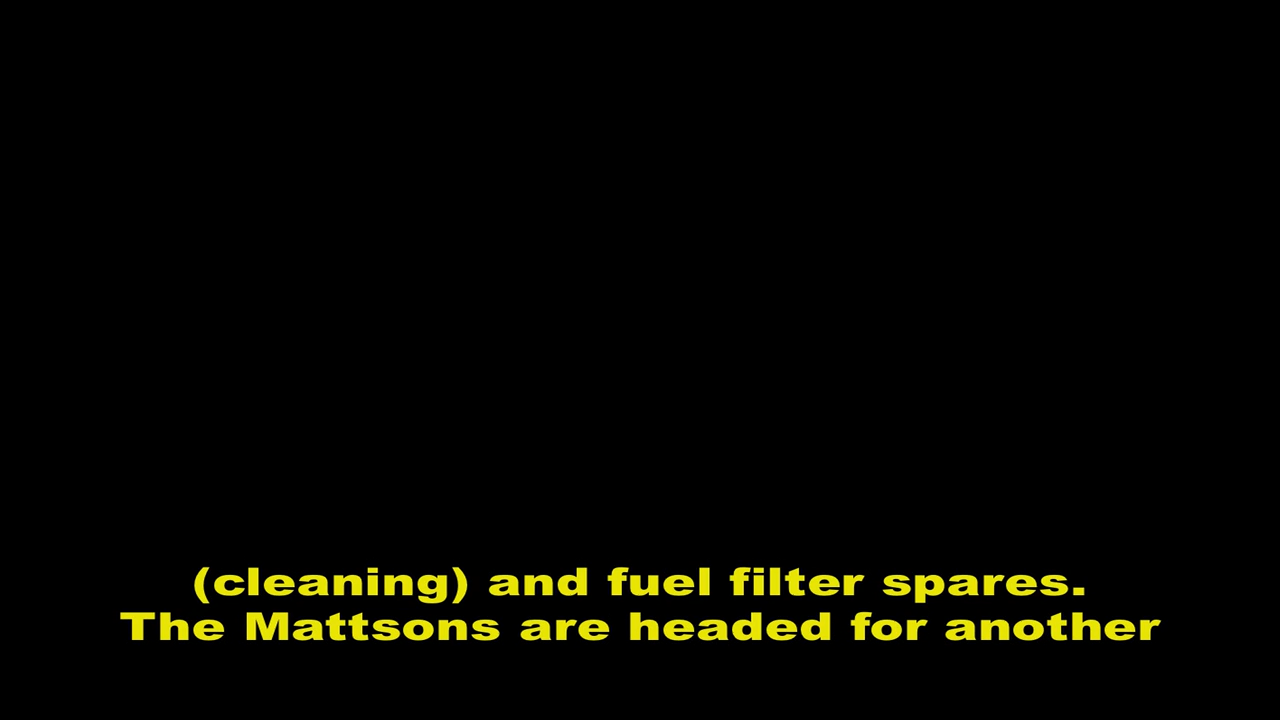 (cleaning) and fuel filter spares.
The Mattsons are headed for another